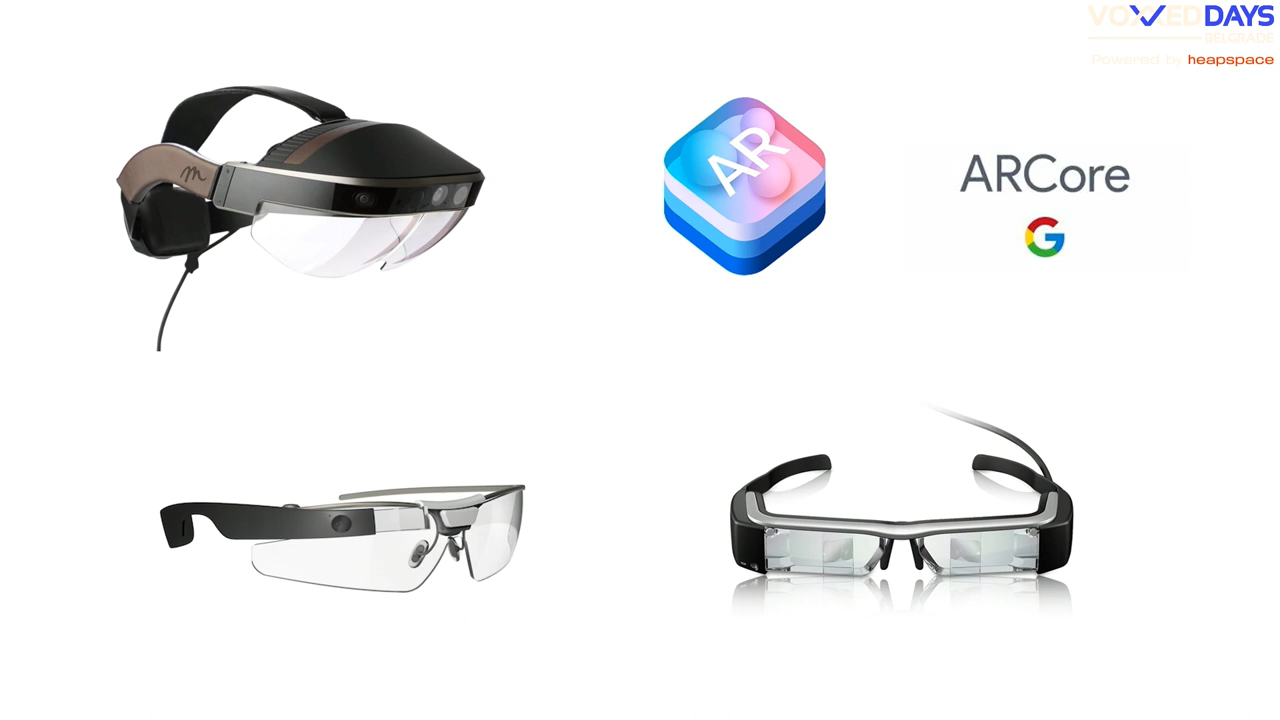 VOXXED DAYS
BELGRADE
Powered by heapspace
m
AR
ARCore
G